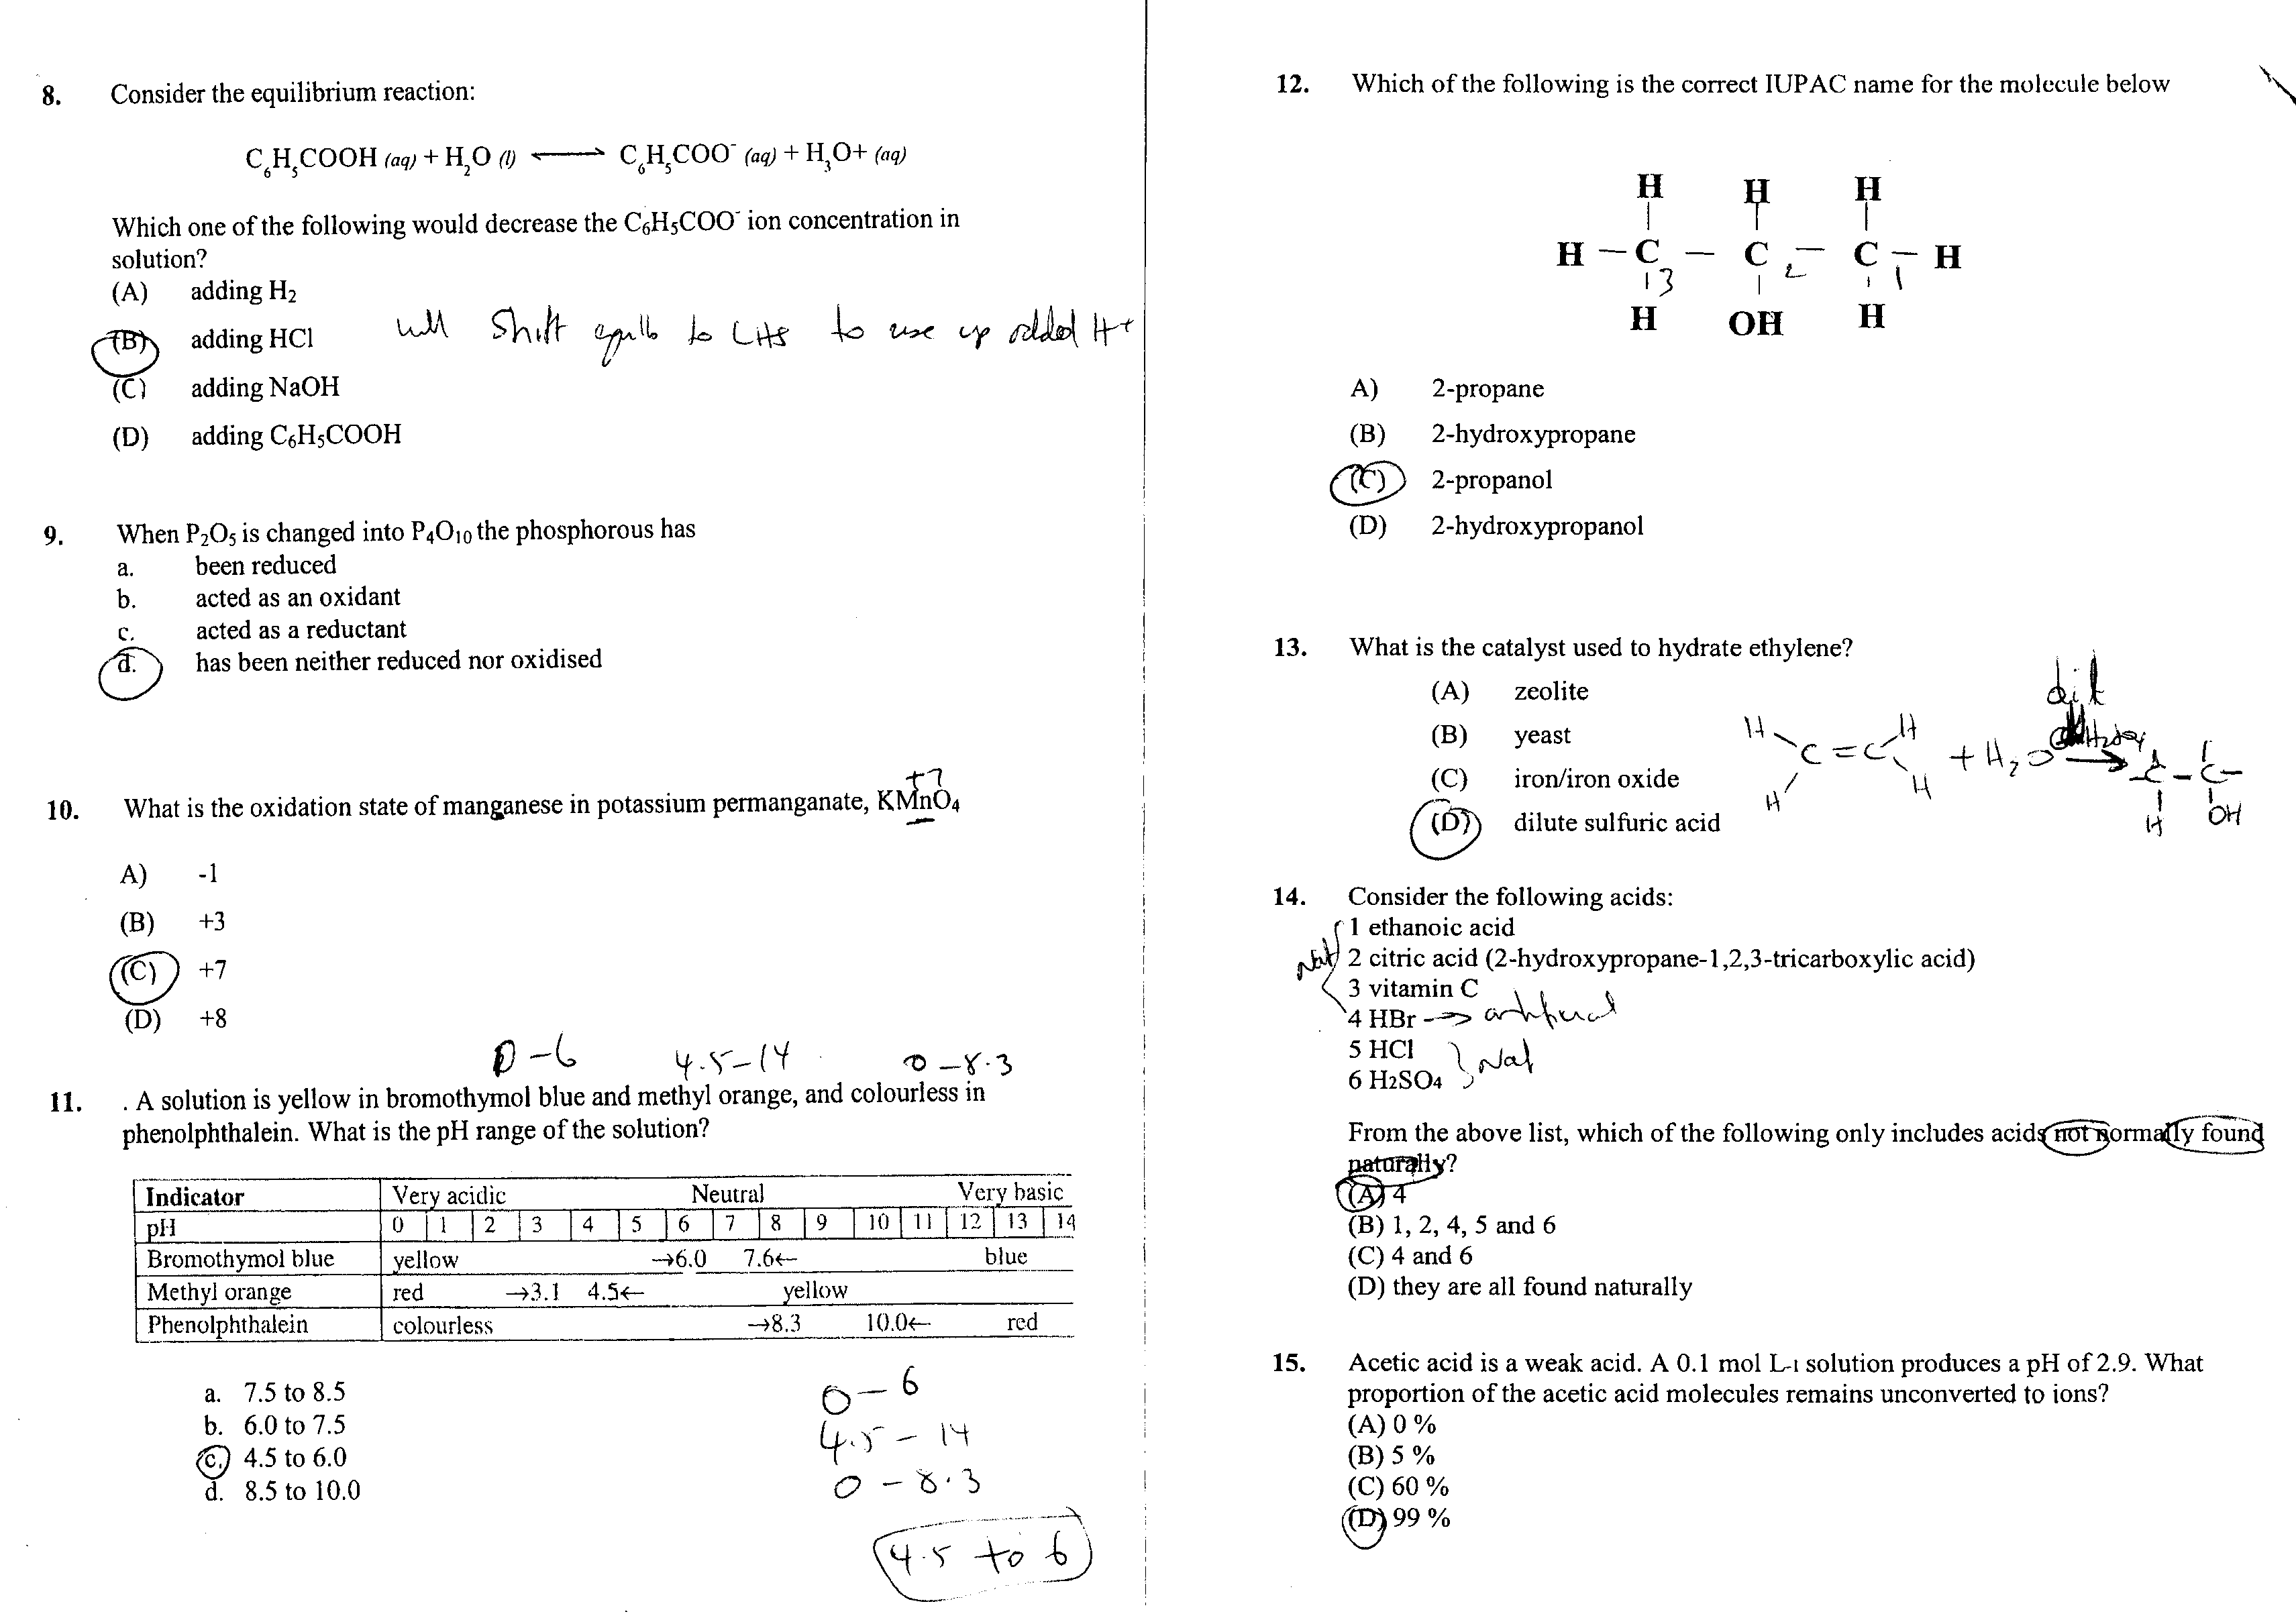 8. Consider the equilibrium reaction:
C6H5COOH (aq) + H2O (l) ⟵⟶ C6H5COO- (aq) + H3O+ (aq)
Which one of the following would decrease the C6H5COO- ion concentration in
solution?
(A) adding H2
(B) adding HCl will shift equilb to LHS to use up added H+
(C) adding NaOH
(D) adding C6H5COOH
9. When P2O5 is changed into P4O10 the phosphorous has
a. been reduced
b. acted as an oxidant
c. acted as a reductant
d. has been neither reduced nor oxidised
+7
10. What is the oxidation state of manganese in potassium permanganate, KMnO4
A) -1
(B) +3
(C) +7
(D) +8
0-6 4.5-14 0-8.3
11. . A solution is yellow in bromothymol blue and methyl orange, and colourless in
phenolphthalein. What is the pH range of the solution?
Indicator Very acidic Neutral Very basic
pH 0 1 2 3 4 5 6 7 8 9 10 11 12 13 14
Bromothymol blue yellow →6.0 7.6← blue
Methyl orange red →3.1 4.5← yellow
Phenolphthalein colourless →8.3 10.0← red
a. 7.5 to 8.5
b. 6.0 to 7.5
c. 4.5 to 6.0
d. 8.5 to 10.0
0-6
4.5-14
0-8.3
4.5 to 6
12. Which of the following is the correct IUPAC name for the molecule below
H H H
H - C - C - C - H
3 2 1
H OH H
A) 2-propane
(B) 2-hydroxypropane
(C) 2-propanol
(D) 2-hydroxypropanol
13. What is the catalyst used to hydrate ethylene?
(A) zeolite
(B) yeast
(C) iron/iron oxide
(D) dilute sulfuric acid
dil
H H
C=C + H2O → C-C-
H H H OH
14. Consider the following acids:
1 ethanoic acid
Nat 2 citric acid (2-hydroxypropane-1,2,3-tricarboxylic acid)
3 vitamin C
4 HBr → artificial
5 HCl
Nat
6 H2SO4
From the above list, which of the following only includes acids not normally found
naturally?
(A) 4
(B) 1, 2, 4, 5 and 6
(C) 4 and 6
(D) they are all found naturally
15. Acetic acid is a weak acid. A 0.1 mol L-1 solution produces a pH of 2.9. What
proportion of the acetic acid molecules remains unconverted to ions?
(A) 0 %
(B) 5 %
(C) 60 %
(D) 99 %